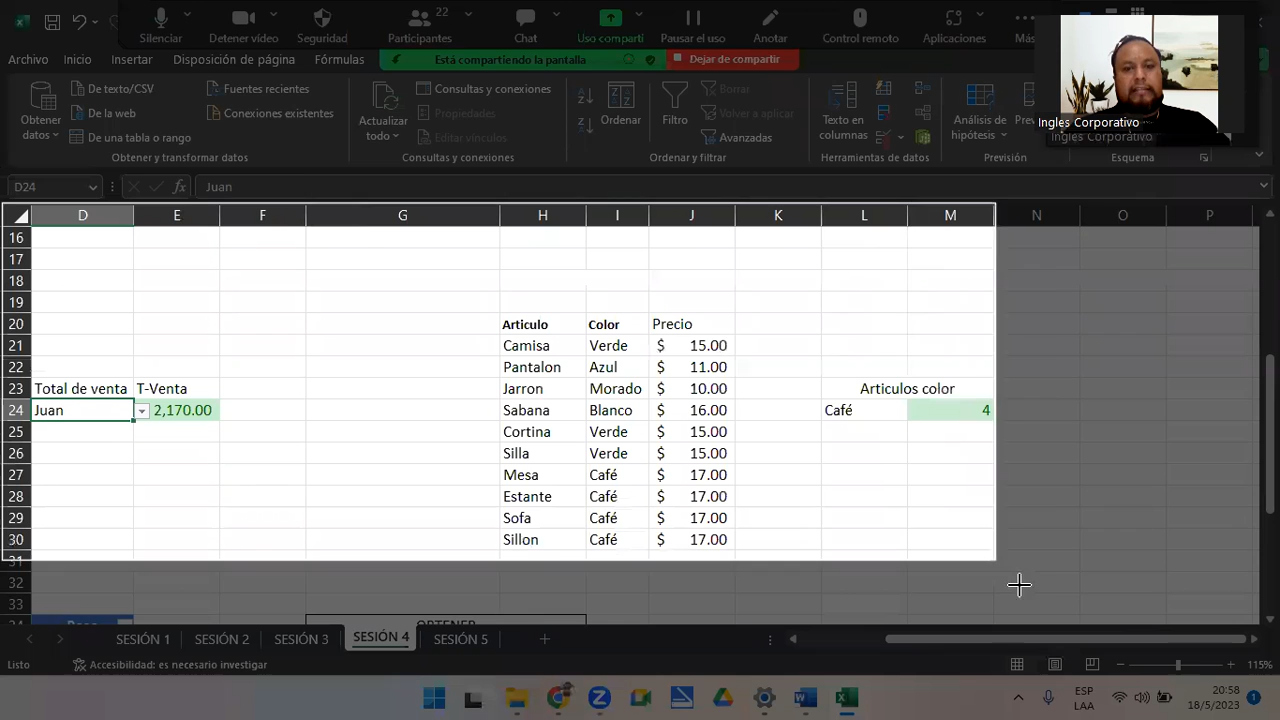 Silenciar
Detener vídeo
Seguridad
22
Participantes
Chat
Uso comparti
Pausar el uso
Anotar
Control remoto
Aplicaciones
Más
Archivo
Inicio
Insertar
Disposición de página
Fórmulas
Está compartiendo la pantalla
Dejar de compartir
Ingles Corporativo
Ingles Corporativo
Obtener
datos
De texto/CSV
De la web
De una tabla o rango
Fuentes recientes
Conexiones existentes
Obtener y transformar datos
Actualizar
todo
Consultas y conexiones
Propiedades
Editar vínculos
Consultas y conexiones
Ordenar
Filtro
Borrar
Volver a aplicar
Avanzadas
Ordenar y filtrar
Texto en
columnas
Herramientas de datos
Análisis de
hipótesis
Previsión
Esquema
D24
Juan
D E F G H I J K L M N O P
16
17
18
19
20 Articulo Color Precio
21 Camisa Verde $ 15.00
22 Pantalon Azul $ 11.00
23 Total de venta T-Venta Jarron Morado $ 10.00 Articulos color
24 Juan 2,170.00 Sabana Blanco $ 16.00 Café 4
25 Cortina Verde $ 15.00
26 Silla Verde $ 15.00
27 Mesa Café $ 17.00
28 Estante Café $ 17.00
29 Sofa Café $ 17.00
30 Sillon Café $ 17.00
31
32
33
SESIÓN 1 SESIÓN 2 SESIÓN 3 SESIÓN 4 SESIÓN 5
Listo
Accesibilidad: es necesario investigar
115%
ESP
LAA
20:58
18/5/2023
1